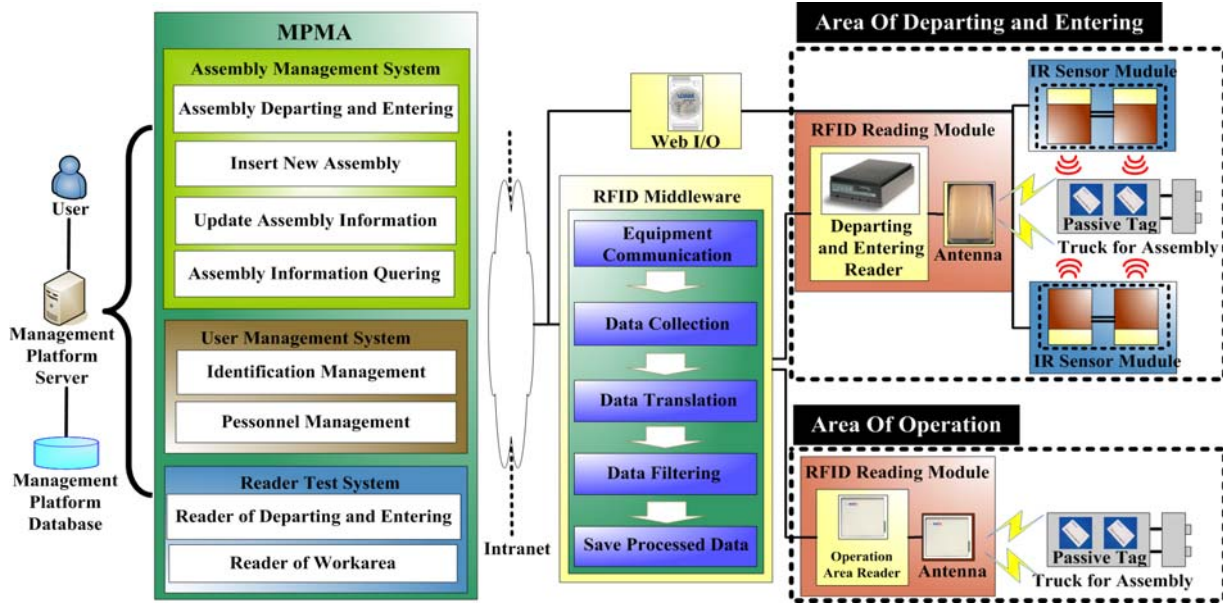 User
Management
Platform
Server
Management
Platform
Database
MPMA
Assembly Management System
Assembly Departing and Entering
Insert New Assembly
Update Assembly Information
Assembly Information Quering
User Management System
Identification Management
Pessonnel Management
Reader Test System
Reader of Departing and Entering
Reader of Workarea
Intranet
Web I/O
RFID Middleware
Equipment
Communication
Data Collection
Data Translation
Data Filtering
Save Processed Data
Area Of Departing and Entering
IR Sensor Mudule
RFID Reading Module
Departing
and Entering
Reader
Antenna
Passive Tag
Truck for Assembly
IR Sensor Mudule
Area Of Operation
RFID Reading Module
Operation
Area Reader
Antenna
Passive Tag
Truck for Assembly